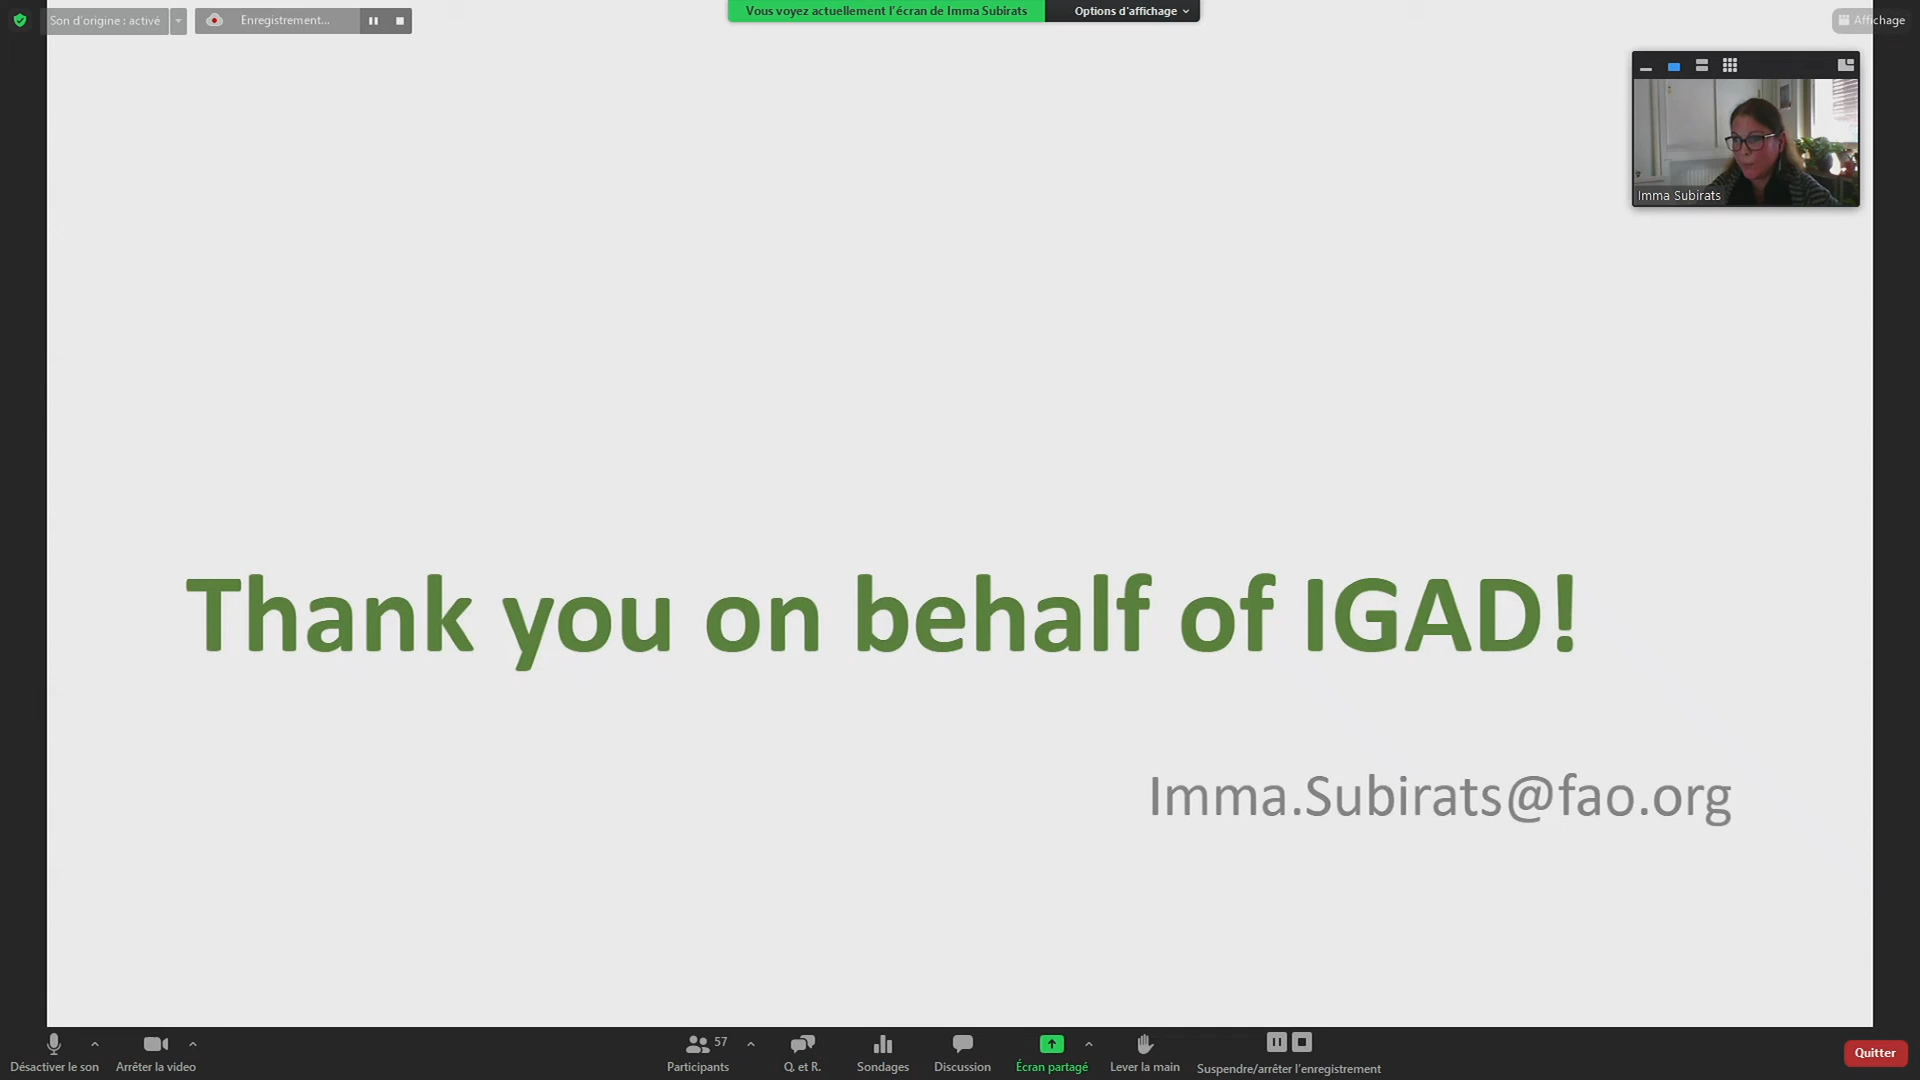 Son d'origine : activé
Enregistrement...
Vous voyez actuellement l'écran de Imma Subirats
Options d'affichage
Affichage
Imma Subirats
Thank you on behalf of IGAD!
Imma.Subirats@fao.org
Désactiver le son
Arrêter la video
57
Participants
Q. et R.
Sondages
Discussion
Écran partagé
Lever la main
Suspendre/arrêter l'enregistrement
Quitter